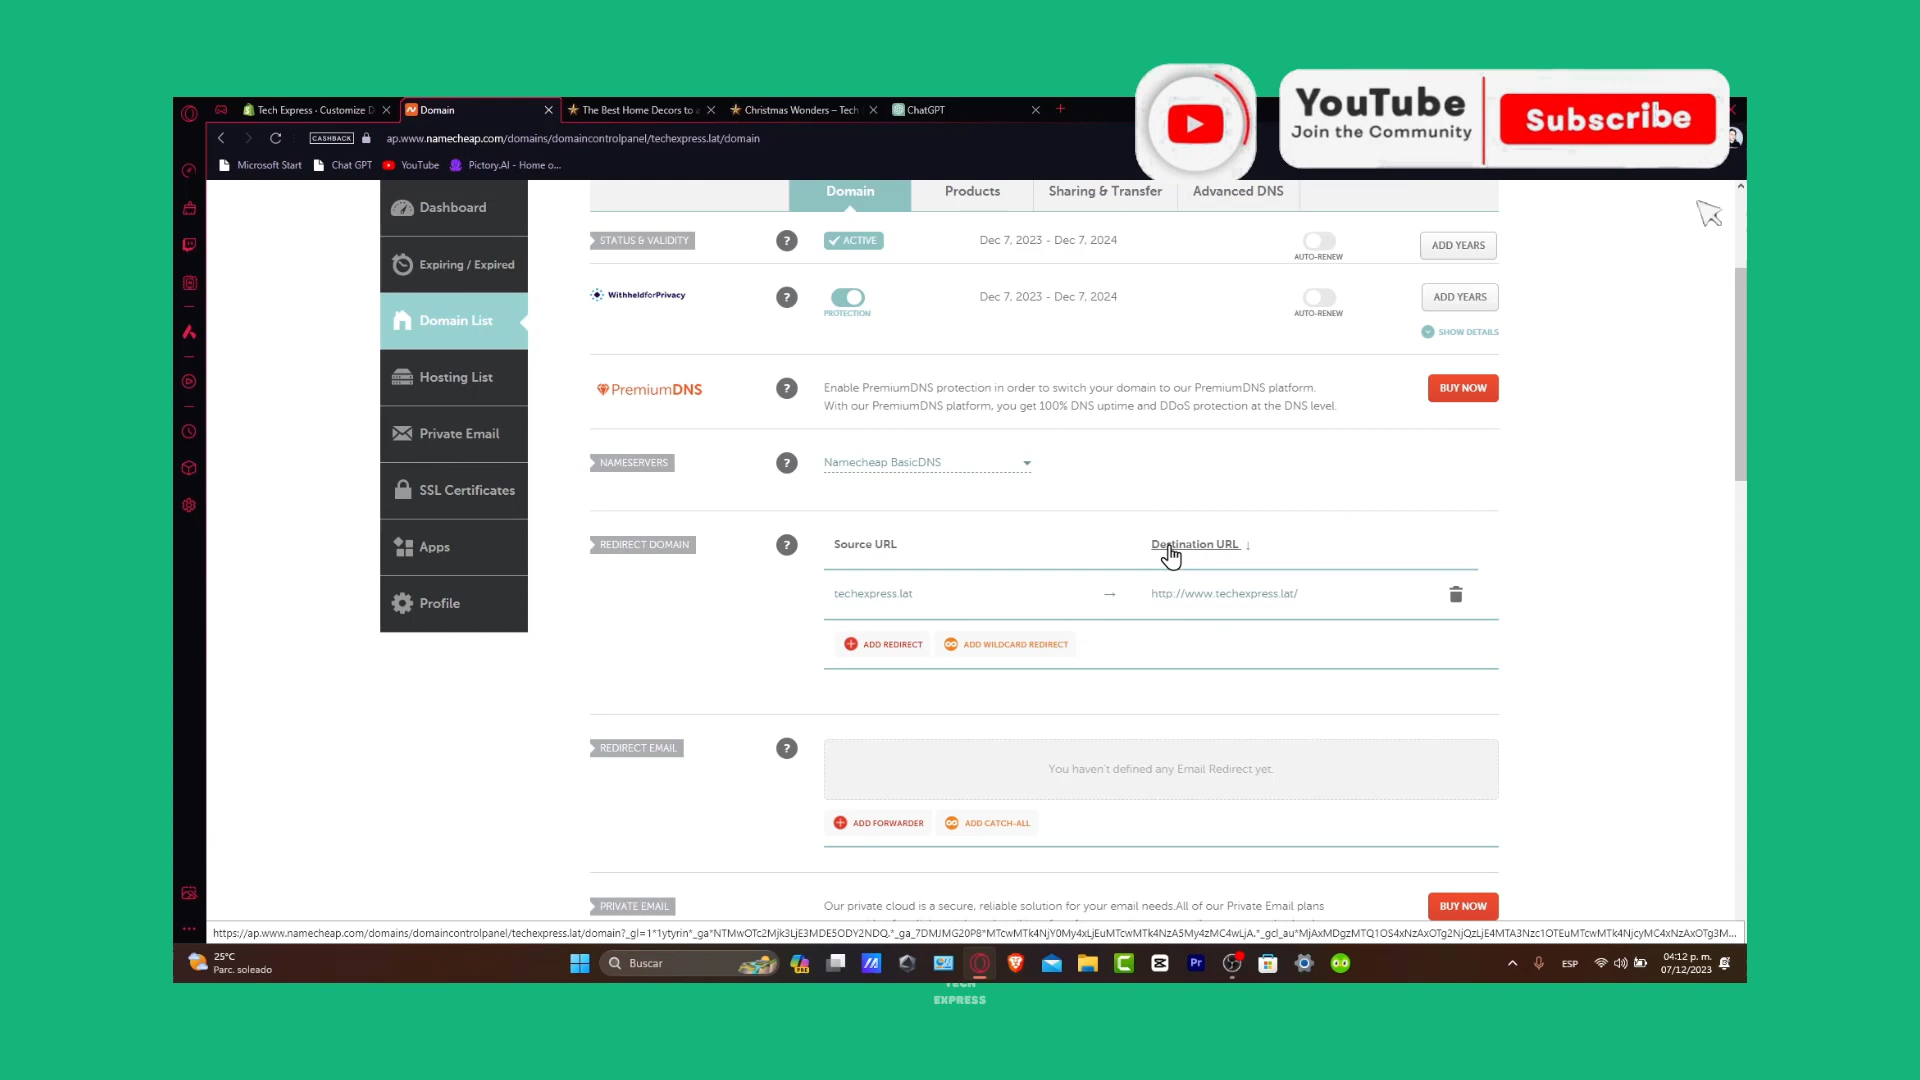 YouTube
Join the Community
Subscribe
Tech Express · Customize D
Domain
The Best Home Decors to
Christmas Wonders – Tech
ChatGPT
CASHBACK
ap.www.namecheap.com/domains/domaincontrolpanel/techexpress.lat/domain
Microsoft Start
Chat GPT
YouTube
Pictory.AI - Home o...
Dashboard
Expiring / Expired
Domain List
Hosting List
Private Email
SSL Certificates
Apps
Profile
Domain
Products
Sharing & Transfer
Advanced DNS
STATUS & VALIDITY
?
ACTIVE
Dec 7, 2023 - Dec 7, 2024
AUTO-RENEW
ADD YEARS
WithheldforPrivacy
?
PROTECTION
Dec 7, 2023 - Dec 7, 2024
AUTO-RENEW
ADD YEARS
SHOW DETAILS
PremiumDNS
?
Enable PremiumDNS protection in order to switch your domain to our PremiumDNS platform.
With our PremiumDNS platform, you get 100% DNS uptime and DDoS protection at the DNS level.
BUY NOW
NAMESERVERS
?
Namecheap BasicDNS
REDIRECT DOMAIN
?
Source URL
Destination URL ↓
techexpress.lat
→
http://www.techexpress.lat/
ADD REDIRECT
ADD WILDCARD REDIRECT
REDIRECT EMAIL
?
You haven't defined any Email Redirect yet.
ADD FORWARDER
ADD CATCH-ALL
PRIVATE EMAIL
Our private cloud is a secure, reliable solution for your email needs.All of our Private Email plans
BUY NOW
25°C
Parc. soleado
Buscar
ESP
04:12 p. m.
07/12/2023
TECH
EXPRESS